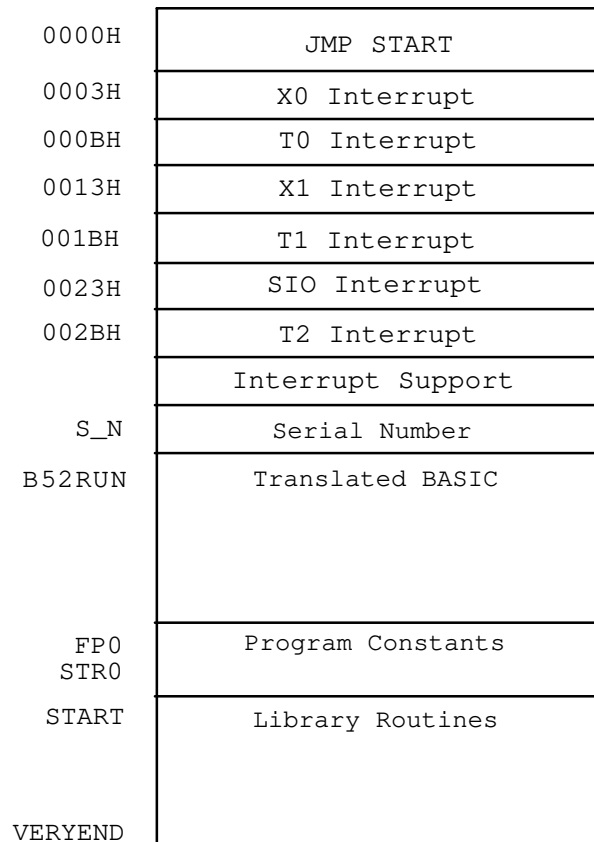 0000H JMP START
0003H X0 Interrupt
000BH T0 Interrupt
0013H X1 Interrupt
001BH T1 Interrupt
0023H SIO Interrupt
002BH T2 Interrupt
Interrupt Support
S_N Serial Number
B52RUN Translated BASIC
FP0 Program Constants
STR0
START Library Routines
VERYEND